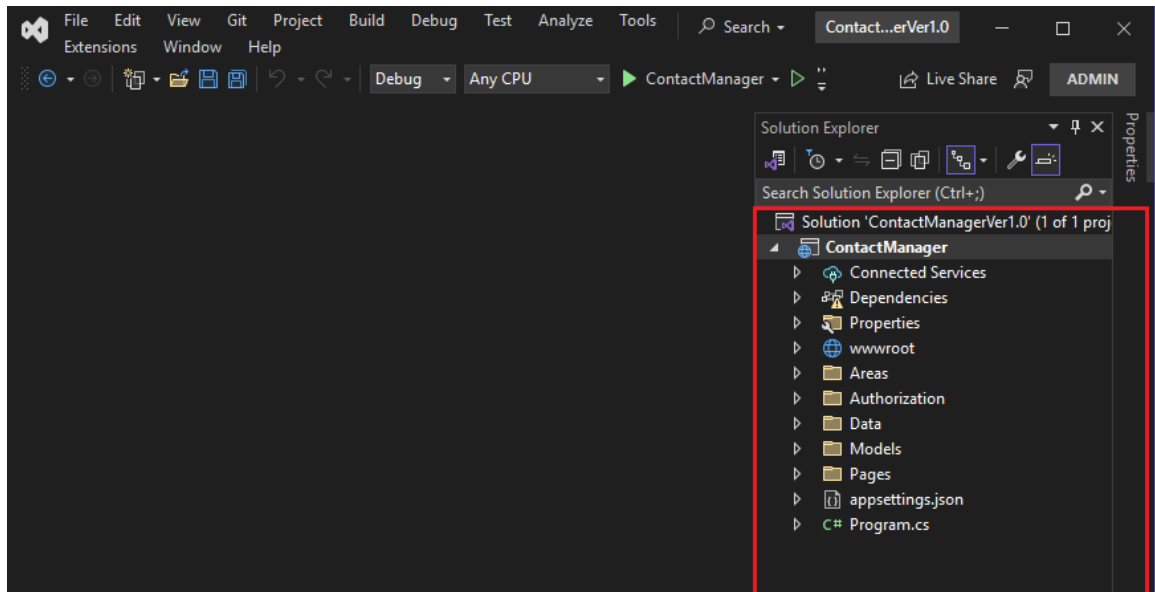 File Edit View Git Project Build Debug Test Analyze Tools Search Contact...erVer1.0
Extensions Window Help
Debug Any CPU ContactManager Live Share ADMIN
Solution Explorer
Properties
Search Solution Explorer (Ctrl+;)
Solution 'ContactManagerVer1.0' (1 of 1 proj
ContactManager
Connected Services
Dependencies
Properties
wwwroot
Areas
Authorization
Data
Models
Pages
appsettings.json
C# Program.cs